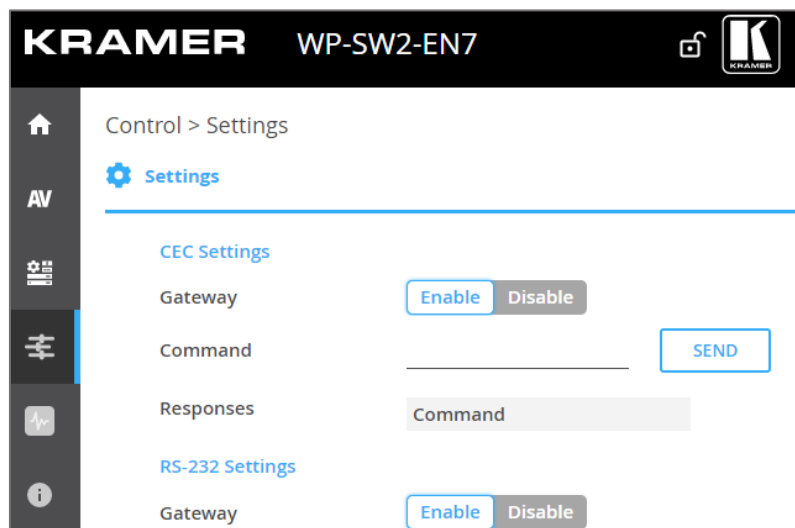 KRAMER WP-SW2-EN7
KRAMER
Control > Settings
Settings
AV
CEC Settings
Gateway Enable Disable
Command SEND
Responses Command
RS-232 Settings
Gateway Enable Disable